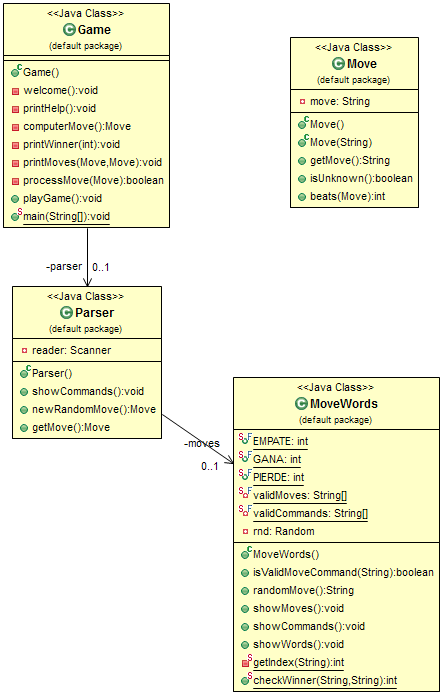 <<Java Class>>
Game
(default package)
Game()
welcome():void
printHelp():void
computerMove():Move
printWinner(int):void
printMoves(Move,Move):void
processMove(Move):boolean
playGame():void
main(String[]):void
<<Java Class>>
Move
(default package)
move: String
Move()
Move(String)
getMove():String
isUnknown():boolean
beats(Move):int
-parser
0..1
<<Java Class>>
Parser
(default package)
reader: Scanner
Parser()
showCommands():void
newRandomMove():Move
getMove():Move
-moves
0..1
<<Java Class>>
MoveWords
(default package)
EMPATE: int
GANA: int
PIERDE: int
validMoves: String[]
validCommands: String[]
rnd: Random
MoveWords()
isValidMoveCommand(String):boolean
randomMove():String
showMoves():void
showCommands():void
showWords():void
getIndex(String):int
checkWinner(String,String):int